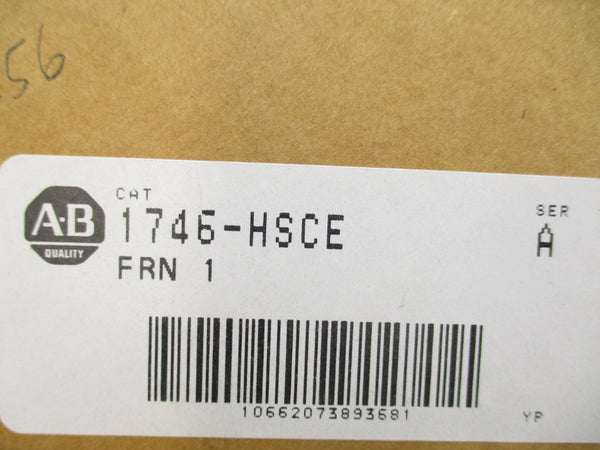 56
CAT
SER
A-B
QUALITY
1746-HSCE
A
FRN 1
10662073893681
YP